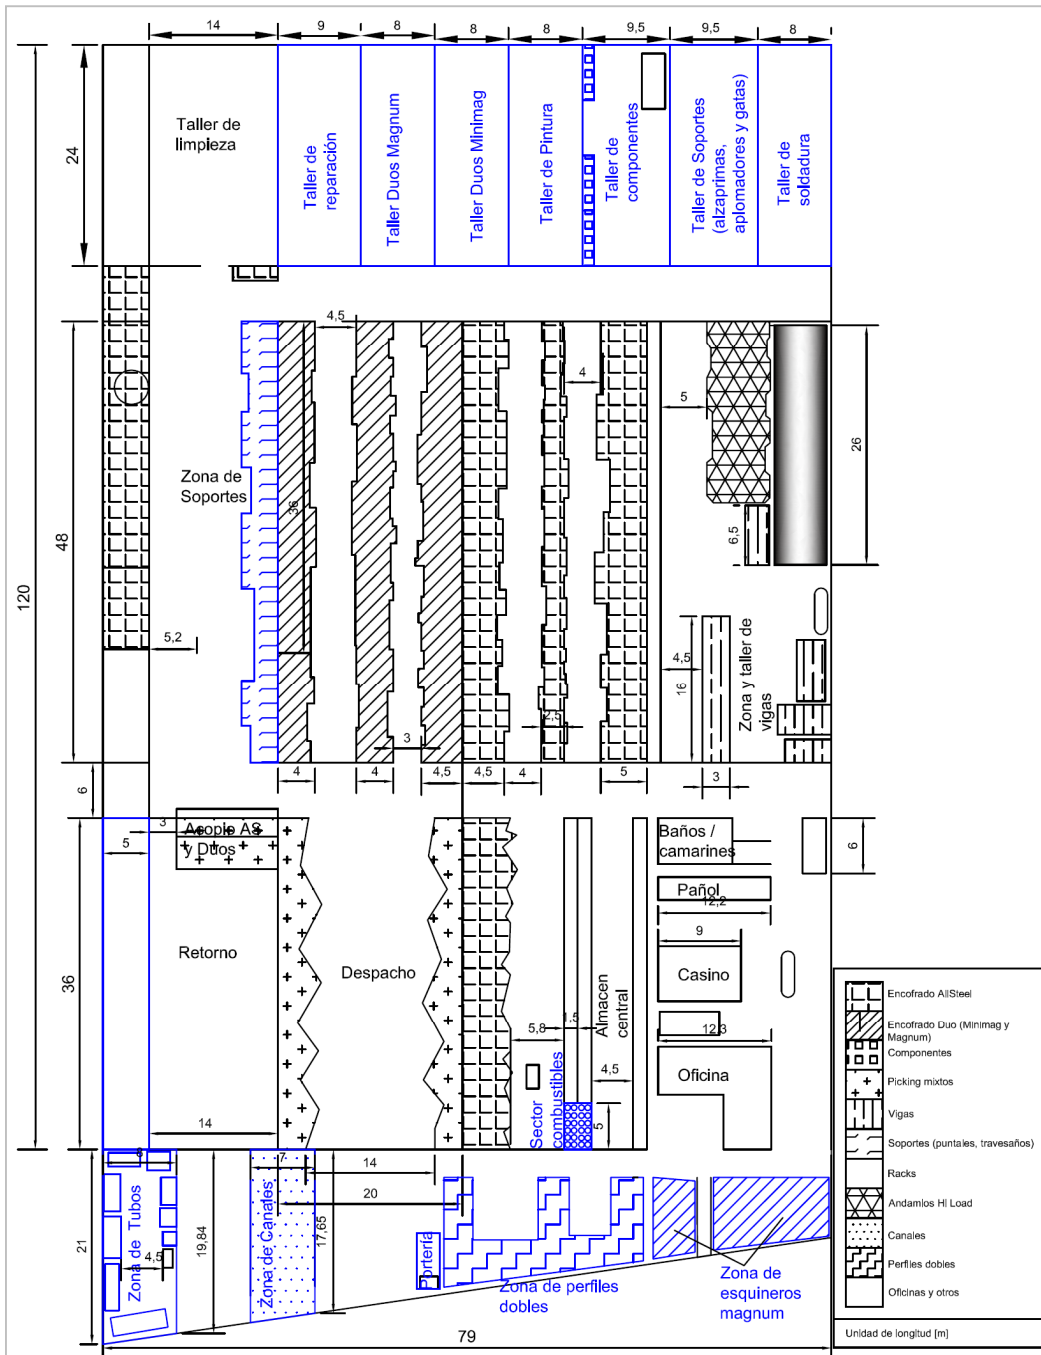 14
9
8
8
8
9,5
9,5
8
24
Taller de
limpieza
Taller de
reparación
Taller Duos Magnum
Taller Duos Minimag
Taller de Pintura
Taller de
componentes
Taller de Soportes
(alzaprimas,
aplomadores y gatas)
Taller de
soldadura
4,5
4
5
26
120
48
Zona de
Soportes
36
6,5
5,2
4,5
16
Zona y taller de
vigas
3
2,5
4
4
4,5
4,5
4
5
3
6
3
5
Acopio AS
y Duos
Baños /
camarines
6
Pañol
12,2
36
Retorno
Despacho
9
Casino
Almacen
central
5,8
1,5
12,3
Oficina
4,5
Sector
combustibles
5
14
8
7
14
20
21
Zona de Tubos
4,5
19,84
Zona de Canales
17,65
Portería
Zona de perfiles
dobles
Zona de
esquineros
magnum
79
Encofrado AllSteel
Encofrado Duo (Minimag y
Magnum)
Componentes
Picking mixtos
Vigas
Soportes (puntales, travesaños)
Racks
Andamios HI Load
Canales
Perfiles dobles
Oficinas y otros
Unidad de longitud [m]